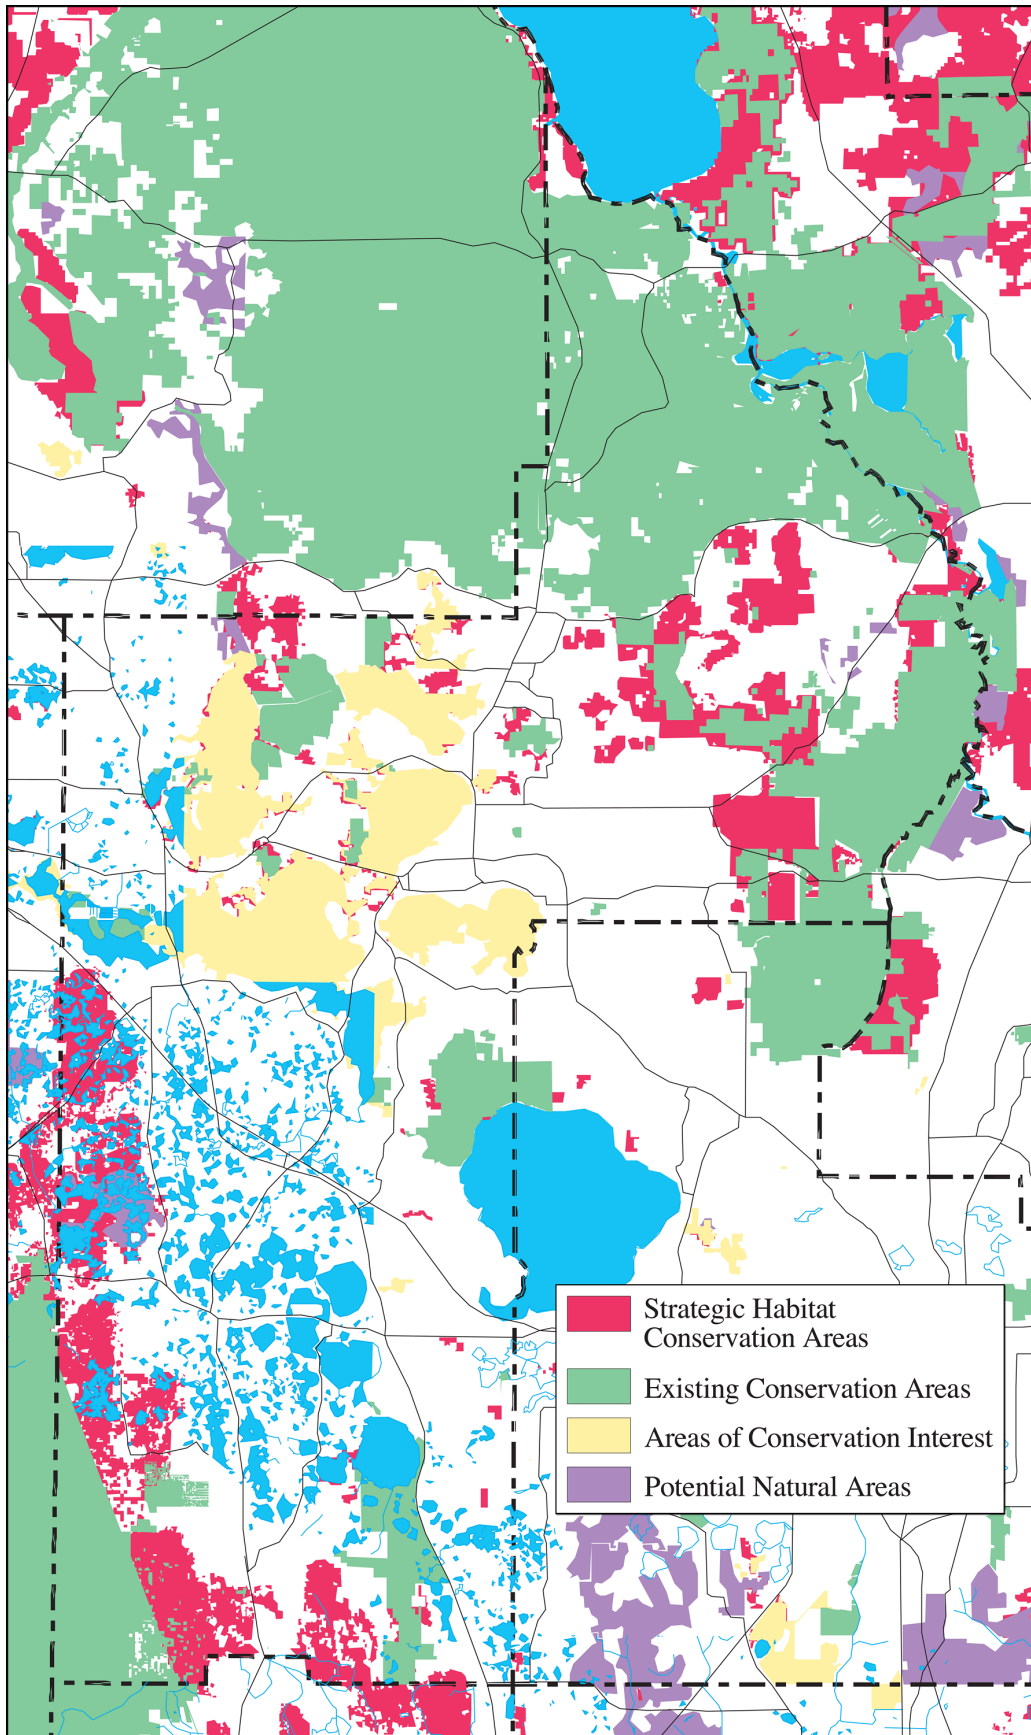 Strategic Habitat
Conservation Areas
Existing Conservation Areas
Areas of Conservation Interest
Potential Natural Areas